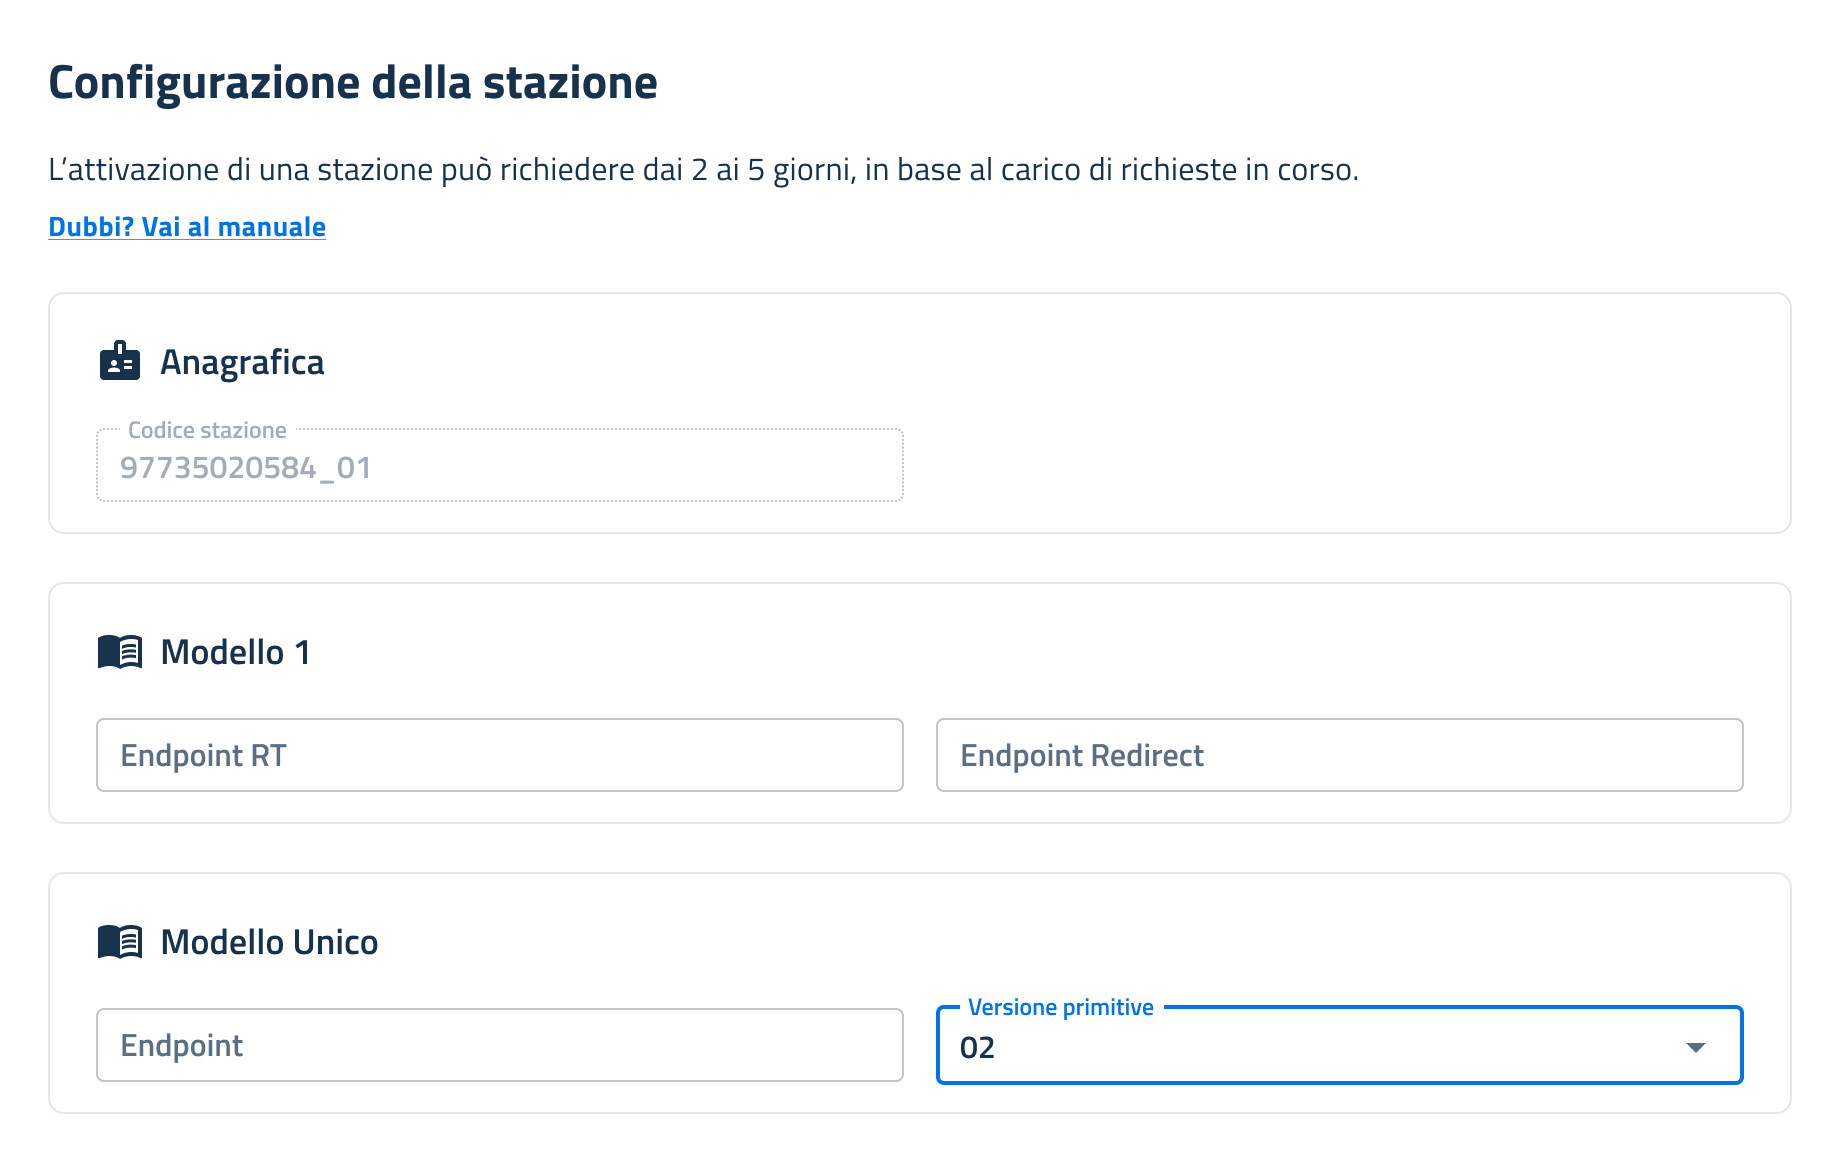 Configurazione della stazione
L’attivazione di una stazione può richiedere dai 2 ai 5 giorni, in base al carico di richieste in corso.
Dubbi? Vai al manuale
Anagrafica
Codice stazione
97735020584_01
Modello 1
Endpoint RT
Endpoint Redirect
Modello Unico
Endpoint
Versione primitive
02